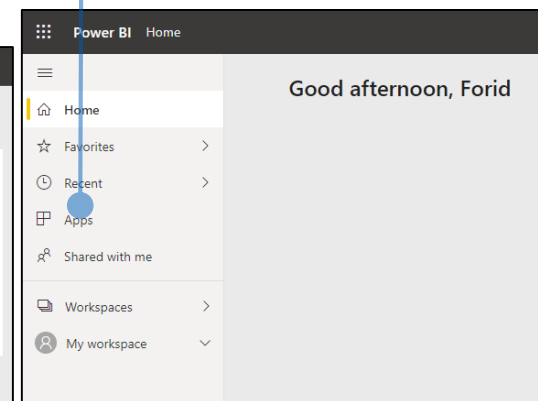 Power BI Home
Good afternoon, Forid
Home
Favorites
Recent
Apps
Shared with me
Workspaces
My workspace